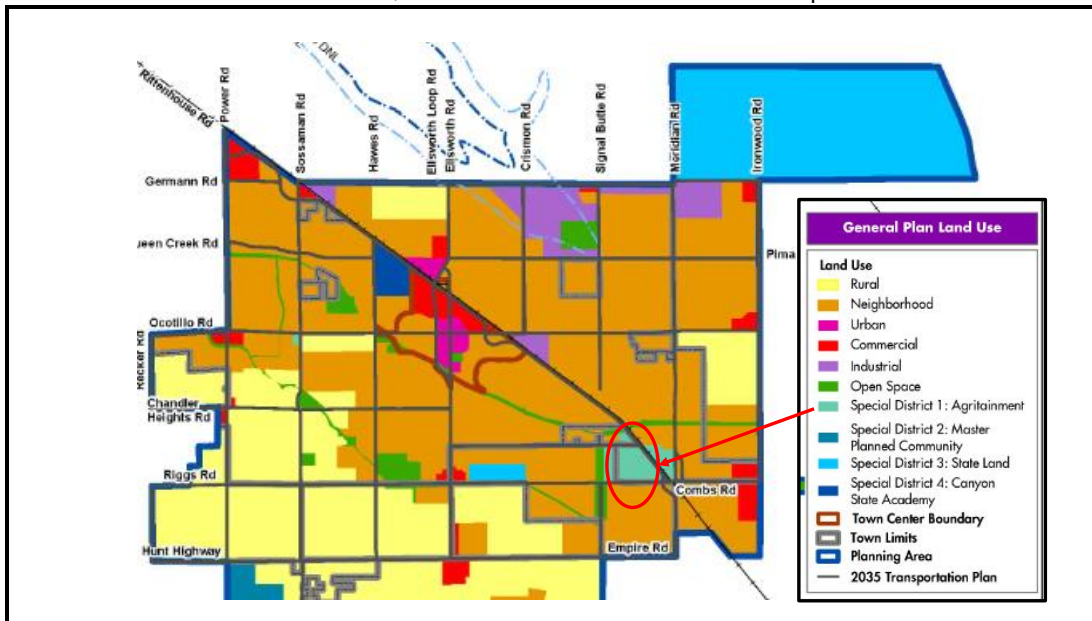 DNL
Rittenhouse Rd
Power Rd
Sossaman Rd
Hawes Rd
Ellsworth Loop Rd
Ellsworth Rd
Crismon Rd
Signal Butte Rd
Meridian Rd
Ironwood Rd
Germann Rd
ueen Creek Rd
Pima
Ocotillo Rd
Recker Rd
Chandler
Heights Rd
Riggs Rd
Combs Rd
Hunt Highway
Empire Rd
General Plan Land Use
Land Use
Rural
Neighborhood
Urban
Commercial
Industrial
Open Space
Special District 1: Agritainment
Special District 2: Master
Planned Community
Special District 3: State Land
Special District 4: Canyon
State Academy
Town Center Boundary
Town Limits
Planning Area
2035 Transportation Plan